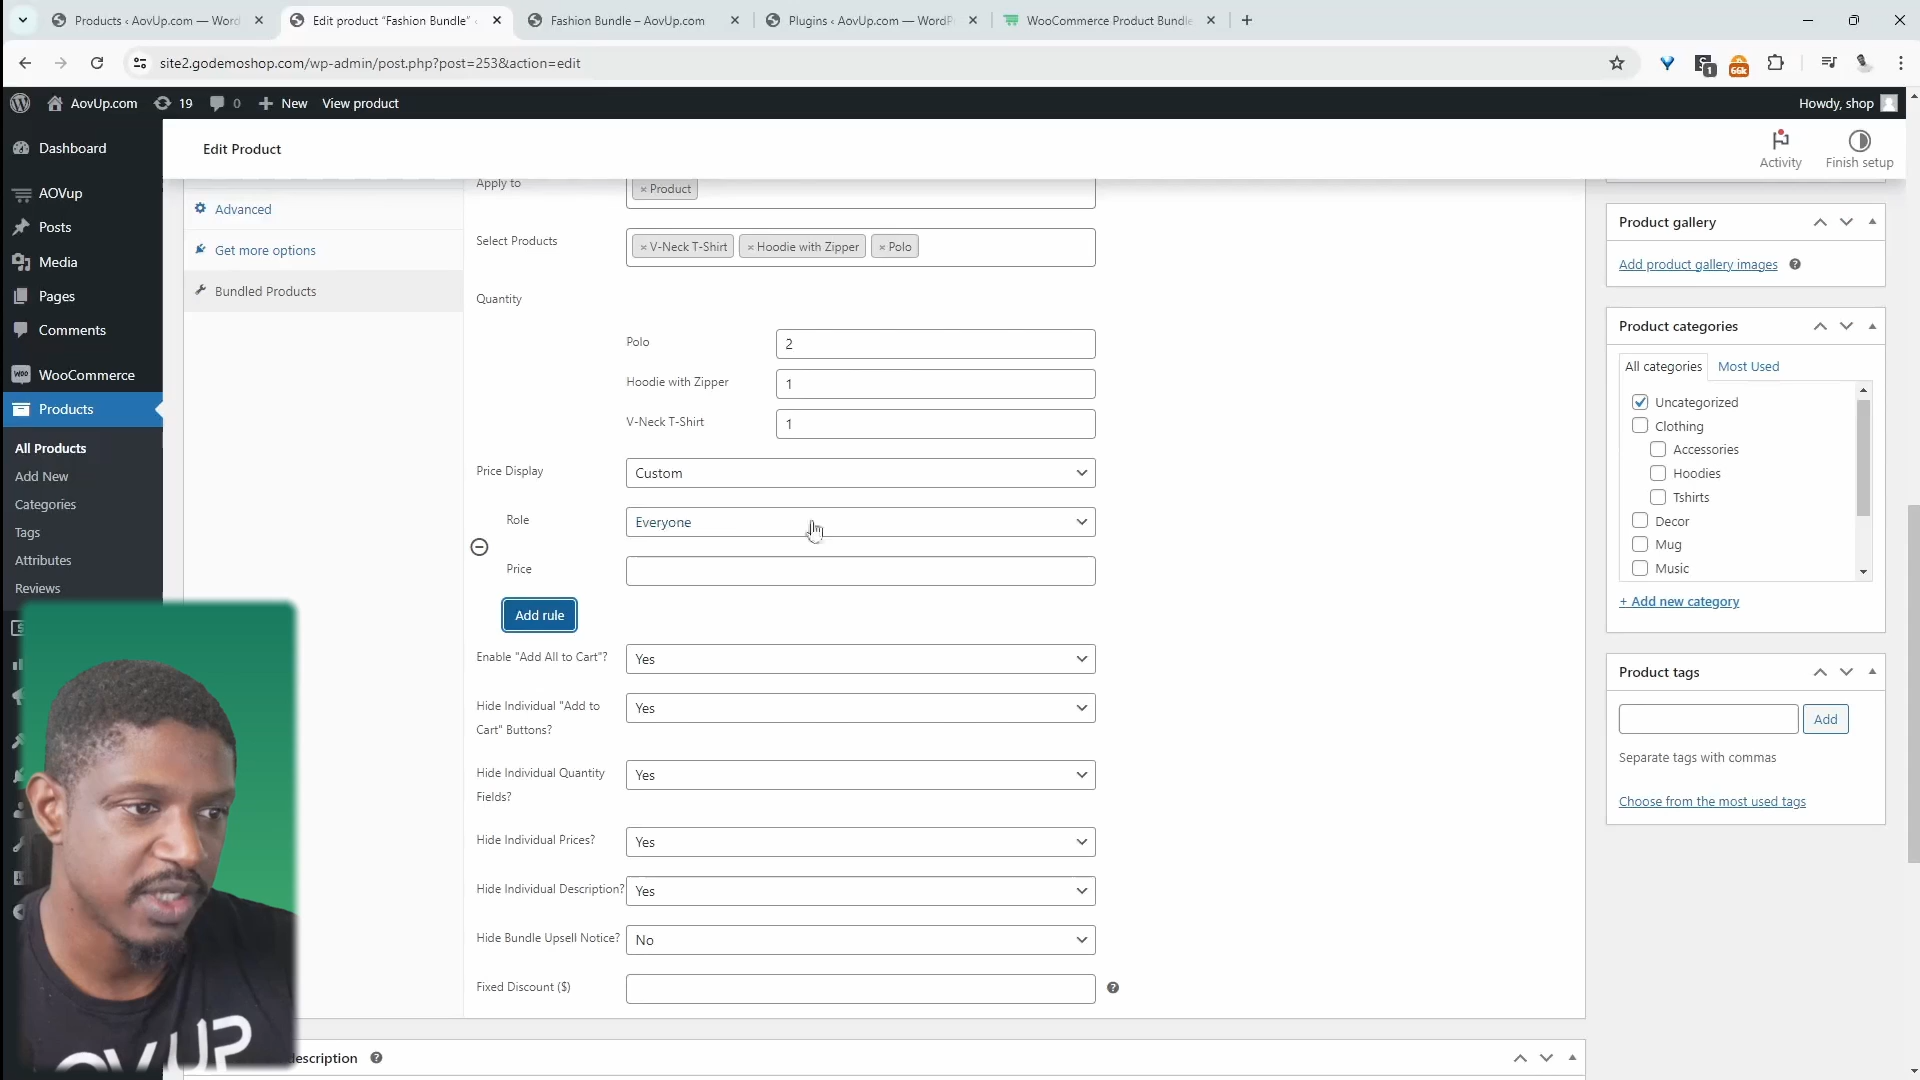 Products ‹ AovUp.com — Word
Edit product “Fashion Bundle” ‹
Fashion Bundle – AovUp.com
Plugins ‹ AovUp.com — WordP
WooCommerce Product Bundle
site2.godemoshop.com/wp-admin/post.php?post=253&action=edit
1
66k
AovUp.com
19
0
New
View product
Howdy, shop
Dashboard
AOVup
Posts
Media
Pages
Comments
WooCommerce
Products
All Products
Add New
Categories
Tags
Attributes
Reviews
Edit Product
Activity
Finish setup
Advanced
Get more options
Bundled Products
Apply to
× Product
Select Products
× V-Neck T-Shirt × Hoodie with Zipper × Polo
Quantity
Polo 2
Hoodie with Zipper 1
V-Neck T-Shirt 1
Price Display Custom
Role Everyone
Price
Add rule
Enable "Add All to Cart"? Yes
Hide Individual "Add to
Cart" Buttons?
Yes
Hide Individual Quantity
Fields?
Yes
Hide Individual Prices? Yes
Hide Individual Description? Yes
Hide Bundle Upsell Notice? No
Fixed Discount ($)
description
Product gallery
Add product gallery images
Product categories
All categories Most Used
Uncategorized
Clothing
Accessories
Hoodies
Tshirts
Decor
Mug
Music
+ Add new category
Product tags
Add
Separate tags with commas
Choose from the most used tags